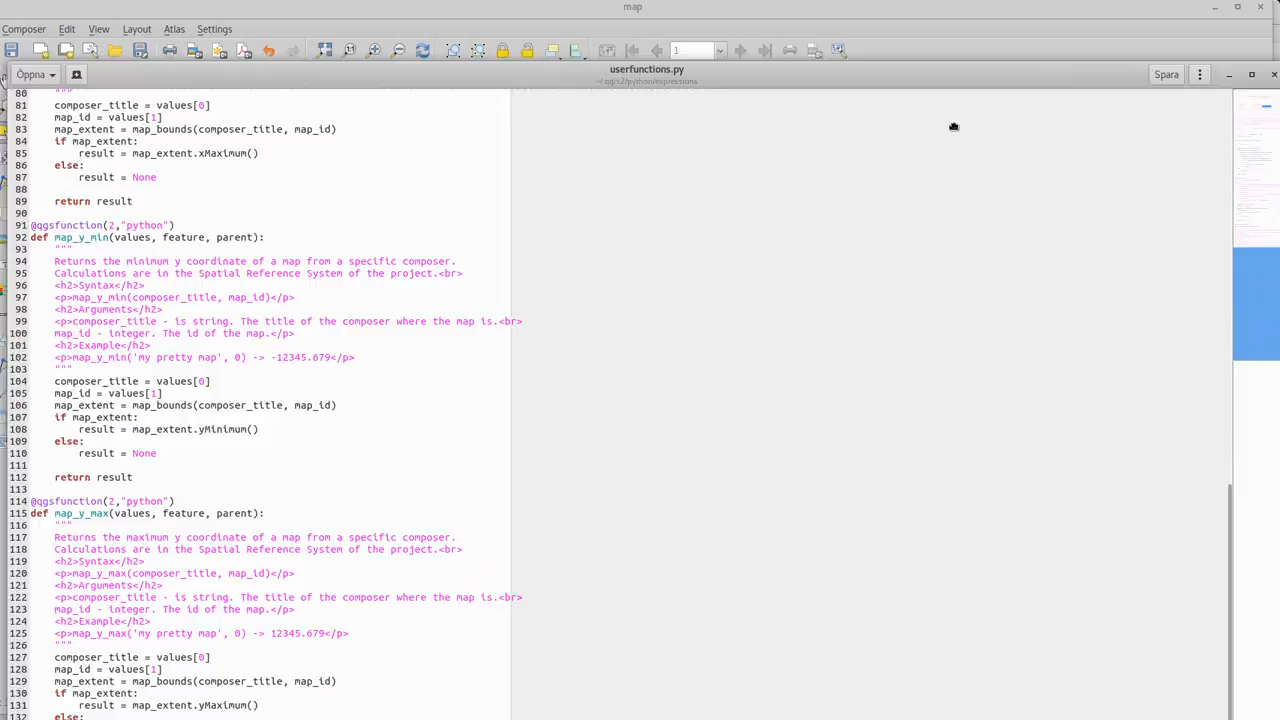 map
Composer Edit View Layout Atlas Settings
1
Öppna
userfunctions.py
~/.qgis2/python/expressions
Spara
80 """
81 composer_title = values[0]
82 map_id = values[1]
83 map_extent = map_bounds(composer_title, map_id)
84 if map_extent:
85 result = map_extent.xMaximum()
86 else:
87 result = None
88
89 return result
90
91 @qgsfunction(2,"python")
92 def map_y_min(values, feature, parent):
93 """
94 Returns the minimum y coordinate of a map from a specific composer.
95 Calculations are in the Spatial Reference System of the project.<br>
96 <h2>Syntax</h2>
97 <p>map_y_min(composer_title, map_id)</p>
98 <h2>Arguments</h2>
99 <p>composer_title - is string. The title of the composer where the map is.<br>
100 map_id - integer. The id of the map.</p>
101 <h2>Example</h2>
102 <p>map_y_min('my pretty map', 0) -> -12345.679</p>
103 """
104 composer_title = values[0]
105 map_id = values[1]
106 map_extent = map_bounds(composer_title, map_id)
107 if map_extent:
108 result = map_extent.yMinimum()
109 else:
110 result = None
111
112 return result
113
114 @qgsfunction(2,"python")
115 def map_y_max(values, feature, parent):
116 """
117 Returns the maximum y coordinate of a map from a specific composer.
118 Calculations are in the Spatial Reference System of the project.<br>
119 <h2>Syntax</h2>
120 <p>map_y_max(composer_title, map_id)</p>
121 <h2>Arguments</h2>
122 <p>composer_title - is string. The title of the composer where the map is.<br>
123 map_id - integer. The id of the map.</p>
124 <h2>Example</h2>
125 <p>map_y_max('my pretty map', 0) -> 12345.679</p>
126 """
127 composer_title = values[0]
128 map_id = values[1]
129 map_extent = map_bounds(composer_title, map_id)
130 if map_extent:
131 result = map_extent.yMaximum()
132 else: